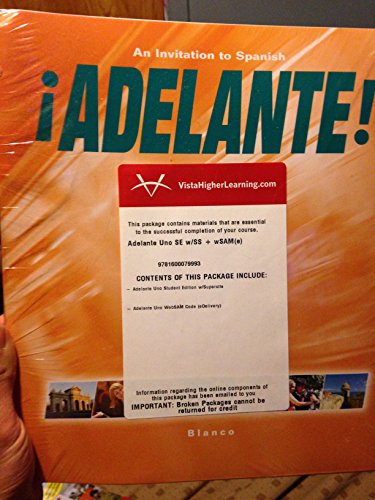 An Invitation to Spanish
¡ADELANTE!
VistaHigherLearning.com
This package contains materials that are essential
to the successful completion of your course.
Adelante Uno SE w/SS + wSAM(e)
9781600079993
CONTENTS OF THIS PACKAGE INCLUDE:
– Adelante Uno Student Edition w/Supersite
– Adelante Uno WebSAM Code (eDelivery)
Information regarding the online components of
this package has been emailed to you
IMPORTANT: Broken Packages cannot be
returned for credit
Blanco